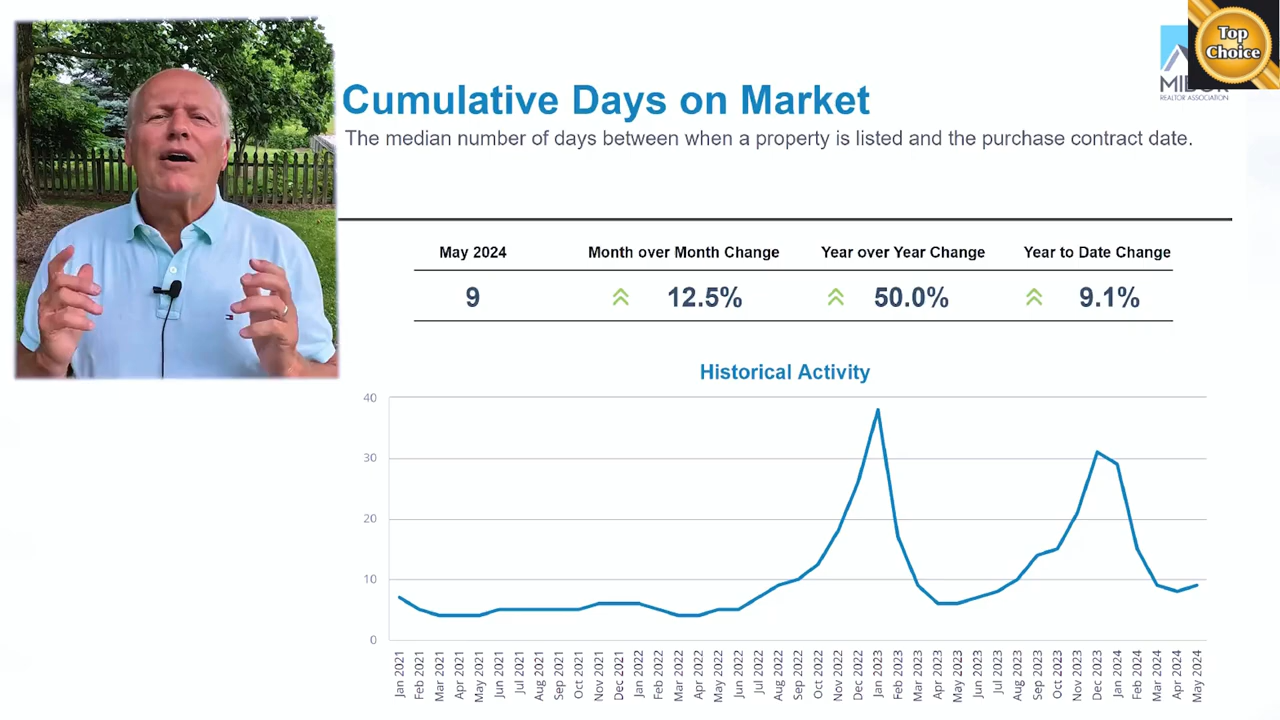 Top
Choice
REALTOR ASSOCIATION
Cumulative Days on Market
The median number of days between when a property is listed and the purchase contract date.
May 2024 Month over Month Change Year over Year Change Year to Date Change
9 12.5% 50.0% 9.1%
Historical Activity
40
30
20
10
0
Jan 2021
Feb 2021
Mar 2021
Apr 2021
May 2021
Jun 2021
Jul 2021
Aug 2021
Sep 2021
Oct 2021
Nov 2021
Dec 2021
Jan 2022
Feb 2022
Mar 2022
Apr 2022
May 2022
Jun 2022
Jul 2022
Aug 2022
Sep 2022
Oct 2022
Nov 2022
Dec 2022
Jan 2023
Feb 2023
Mar 2023
Apr 2023
May 2023
Jun 2023
Jul 2023
Aug 2023
Sep 2023
Oct 2023
Nov 2023
Dec 2023
Jan 2024
Feb 2024
Mar 2024
Apr 2024
May 2024